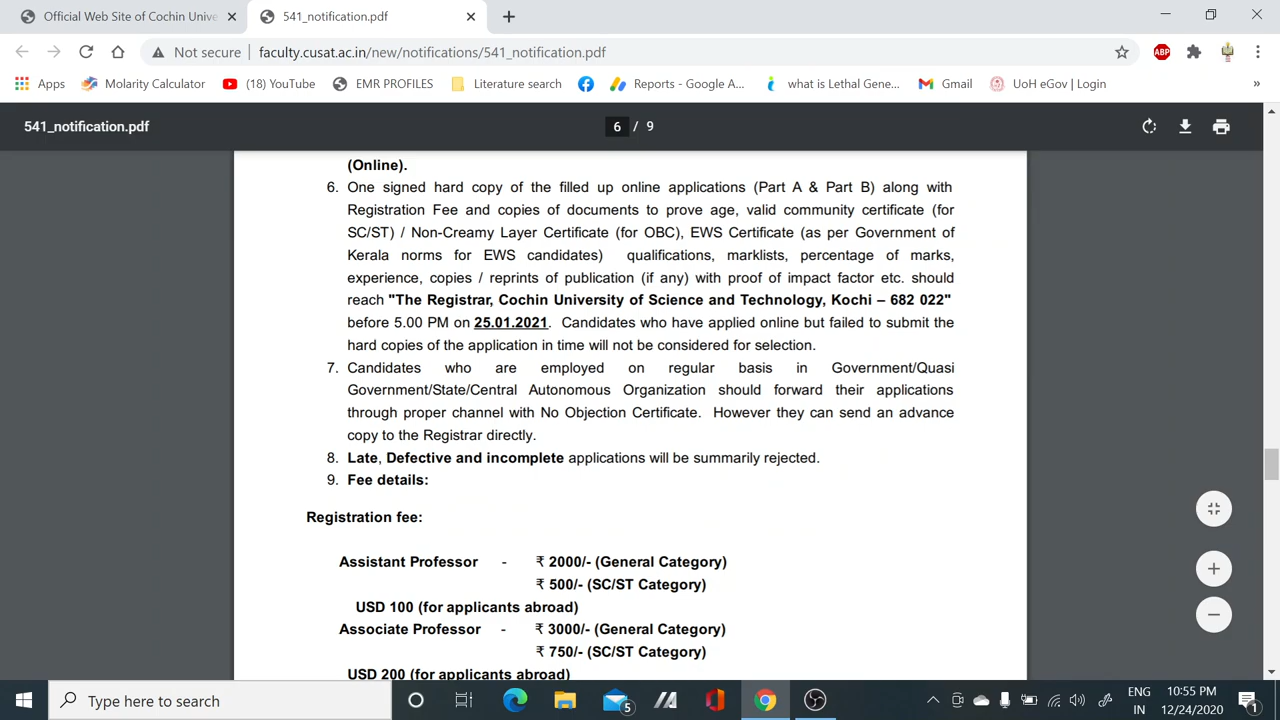 Official Web Site of Cochin Unive
541_notification.pdf
Not secure
faculty.cusat.ac.in/new/notifications/541_notification.pdf
ABP
Apps
Molarity Calculator
(18) YouTube
EMR PROFILES
Literature search
Reports - Google A...
what is Lethal Gene...
Gmail
UoH eGov | Login
»
541_notification.pdf
6 / 9
(Online).
6. One signed hard copy of the filled up online applications (Part A & Part B) along with
Registration Fee and copies of documents to prove age, valid community certificate (for
SC/ST) / Non-Creamy Layer Certificate (for OBC), EWS Certificate (as per Government of
Kerala norms for EWS candidates) qualifications, marklists, percentage of marks,
experience, copies / reprints of publication (if any) with proof of impact factor etc. should
reach "The Registrar, Cochin University of Science and Technology, Kochi – 682 022"
before 5.00 PM on 25.01.2021. Candidates who have applied online but failed to submit the
hard copies of the application in time will not be considered for selection.
7. Candidates who are employed on regular basis in Government/Quasi
Government/State/Central Autonomous Organization should forward their applications
through proper channel with No Objection Certificate. However they can send an advance
copy to the Registrar directly.
8. Late, Defective and incomplete applications will be summarily rejected.
9. Fee details:
Registration fee:
Assistant Professor - ₹ 2000/- (General Category)
₹ 500/- (SC/ST Category)
USD 100 (for applicants abroad)
Associate Professor - ₹ 3000/- (General Category)
₹ 750/- (SC/ST Category)
USD 200 (for applicants abroad)
Type here to search
5
ENG
IN
10:55 PM
12/24/2020
1